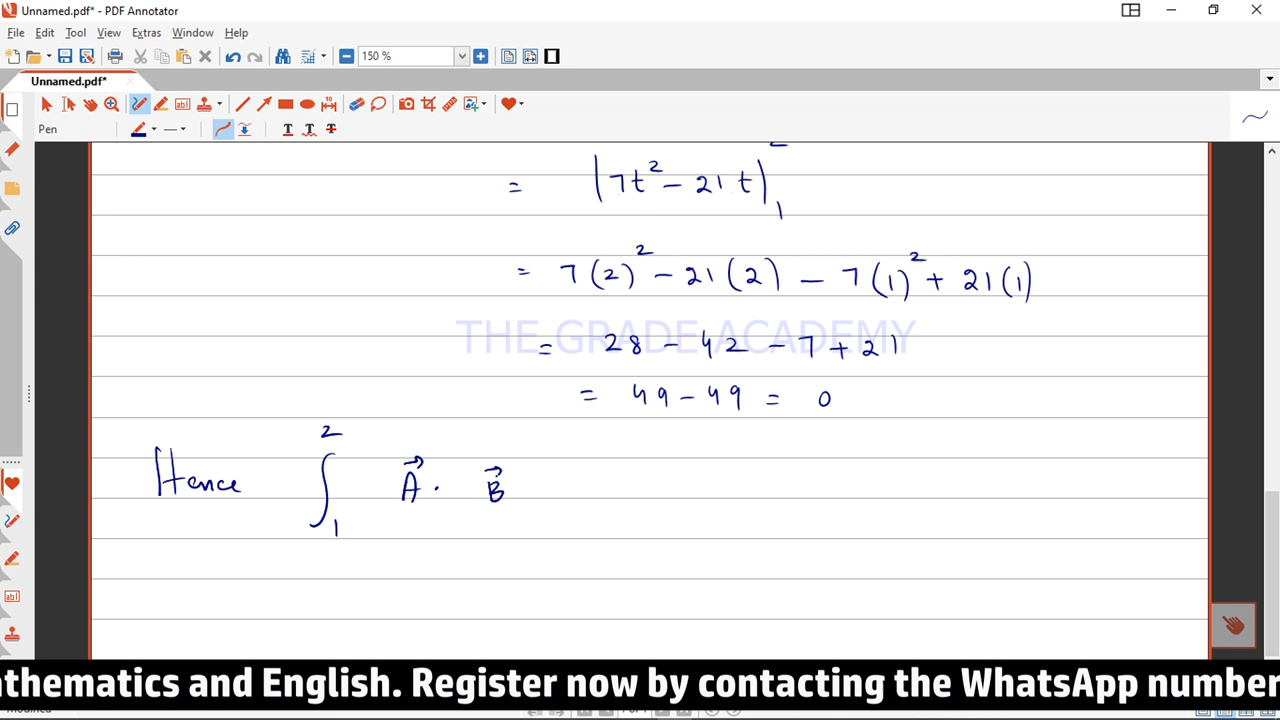 Unnamed.pdf* - PDF Annotator
File Edit Tool View Extras Window Help
150 %
Unnamed.pdf*
Pen
= |7t² - 21t|₁²
= 7(2)² - 21(2) - 7(1)² + 21(1)
THE GRADE ACADEMY
= 28 - 42 - 7 + 21
= 49 - 49 = 0
Hence ∫₁² A⃗ . B⃗
athematics and English. Register now by contacting the WhatsApp number
Modified